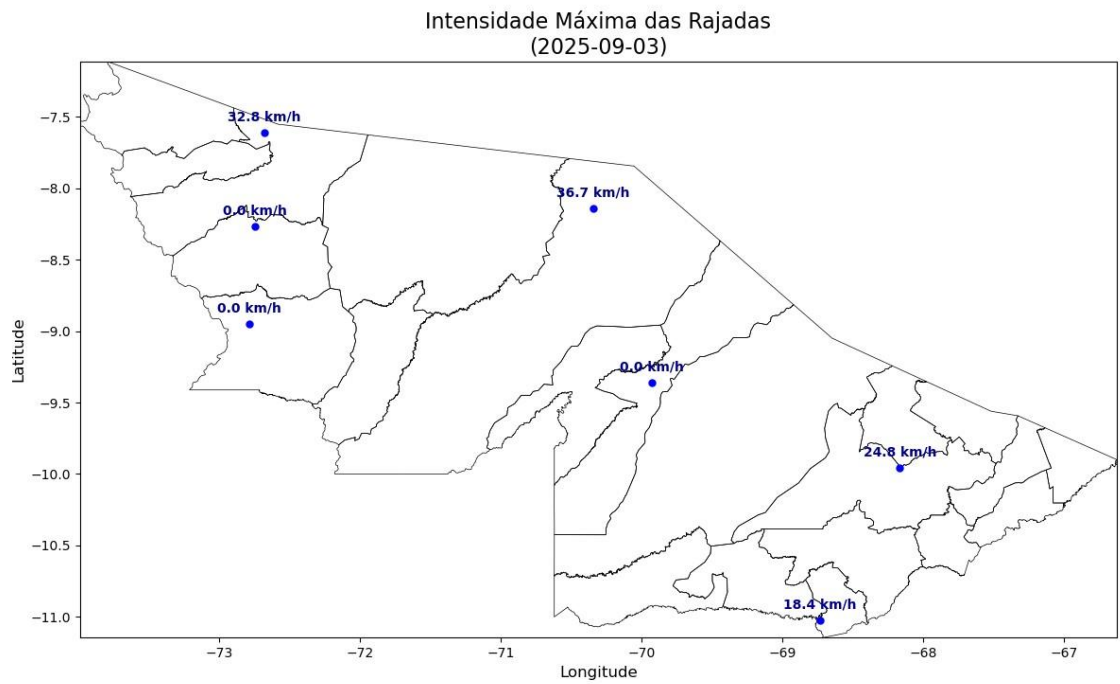 Intensidade Máxima das Rajadas
(2025-09-03)
−7.5
32.8 km/h
−8.0
36.7 km/h
0.0 km/h
−8.5
0.0 km/h
−9.0
0.0 km/h
−9.5
24.8 km/h
−10.0
−10.5
18.4 km/h
−11.0
Latitude
−73
−72
−71
−70
−69
−68
−67
Longitude